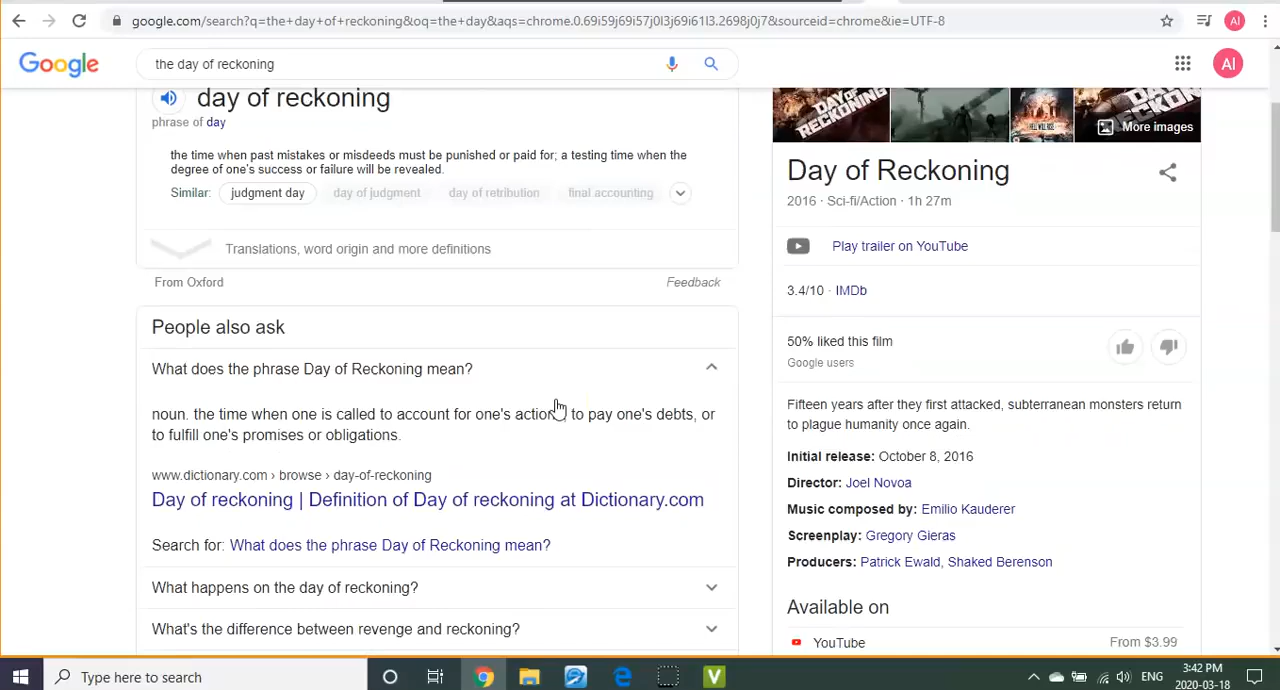 google.com/search?q=the+day+of+reckoning&oq=the+day&aqs=chrome.0.69i59j69i57j0l3j69i61l3.2698j0j7&sourceid=chrome&ie=UTF-8
AI
Google
the day of reckoning
AI
day of reckoning
phrase of day
the time when past mistakes or misdeeds must be punished or paid for; a testing time when the
degree of one's success or failure will be revealed.
Similar: judgment day day of judgment day of retribution final accounting
Translations, word origin and more definitions
From Oxford
Feedback
People also ask
What does the phrase Day of Reckoning mean?
noun. the time when one is called to account for one's actions, to pay one's debts, or
to fulfill one's promises or obligations.
www.dictionary.com › browse › day-of-reckoning
Day of reckoning | Definition of Day of reckoning at Dictionary.com
Search for: What does the phrase Day of Reckoning mean?
What happens on the day of reckoning?
What's the difference between revenge and reckoning?
DAY OF
RECKONING
HELL WILL RISE
DAY OF
RECKON
More images
Day of Reckoning
2016 · Sci-fi/Action · 1h 27m
Play trailer on YouTube
3.4/10 · IMDb
50% liked this film
Google users
Fifteen years after they first attacked, subterranean monsters return
to plague humanity once again.
Initial release: October 8, 2016
Director: Joel Novoa
Music composed by: Emilio Kauderer
Screenplay: Gregory Gieras
Producers: Patrick Ewald, Shaked Berenson
Available on
YouTube
From $3.99
Type here to search
V
ENG
3:42 PM
2020-03-18